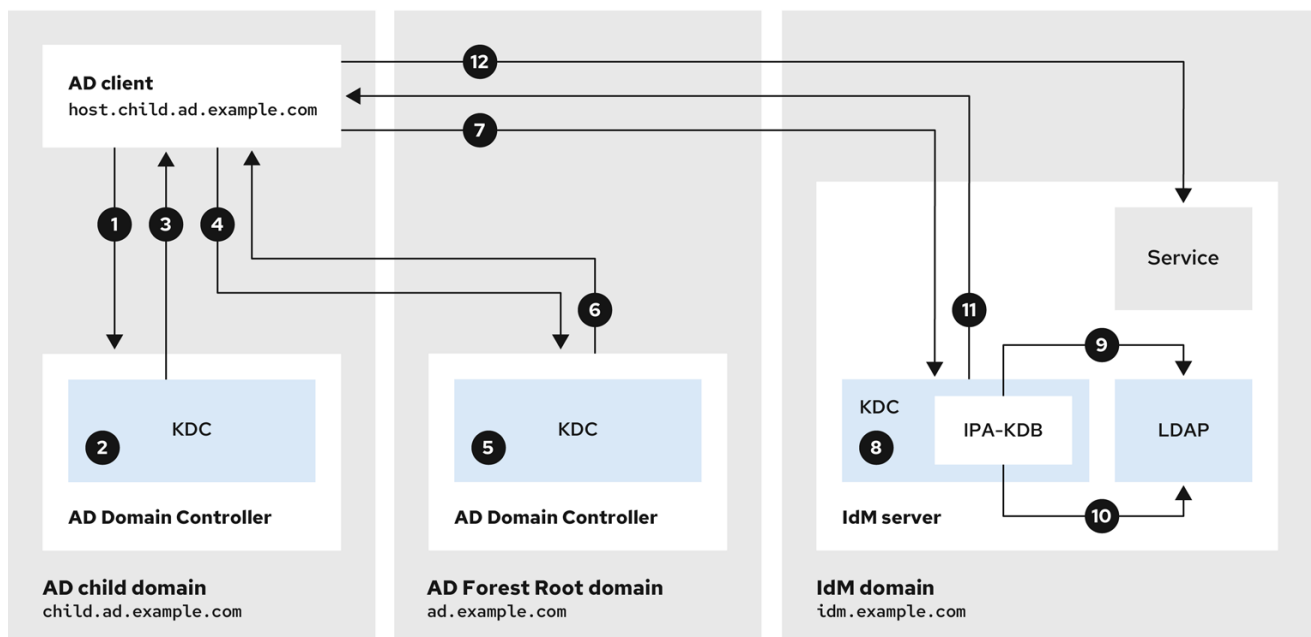 AD client
host.child.ad.example.com
12
7
1
3
4
6
11
Service
9
KDC
2
AD Domain Controller
KDC
5
AD Domain Controller
KDC
8
IPA-KDB
LDAP
10
IdM server
AD child domain
child.ad.example.com
AD Forest Root domain
ad.example.com
IdM domain
idm.example.com